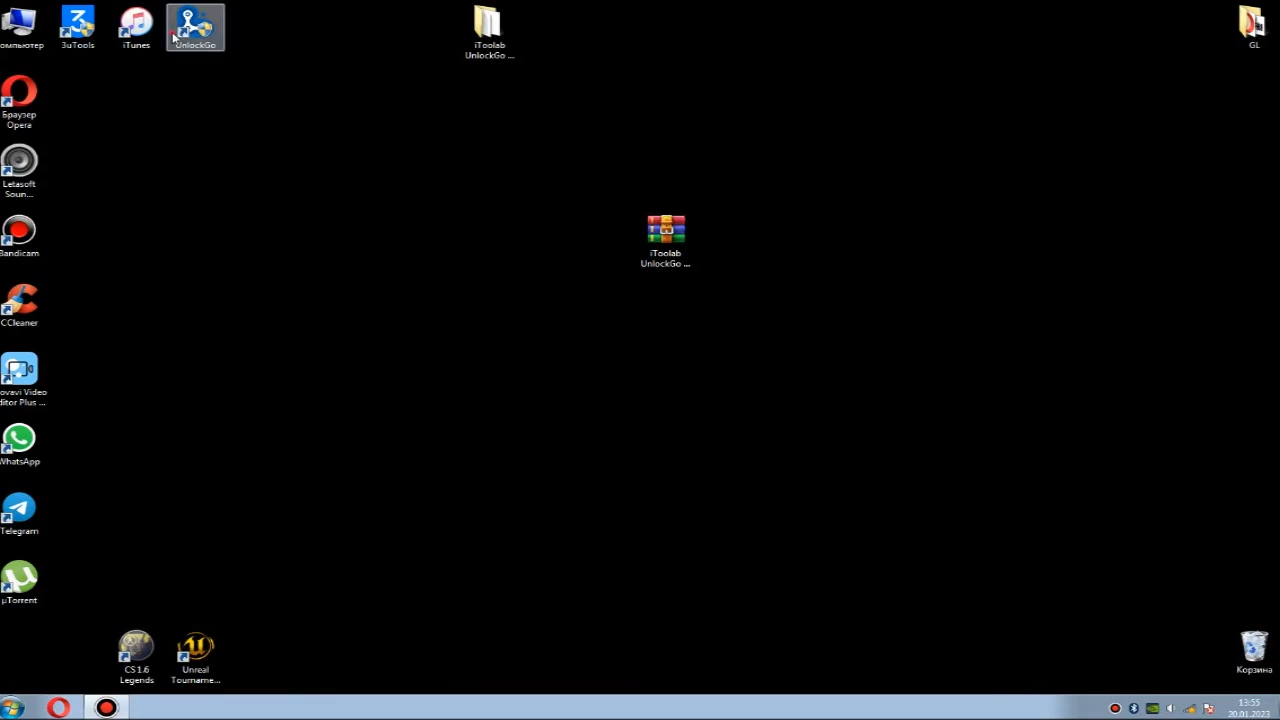 омпьютер
3uTools
iTunes
UnlockGo
iToolab
UnlockGo ...
GL
Браузер
Opera
Letasoft
Soun...
Bandicam
iToolab
UnlockGo ...
CCleaner
ovavi Video
ditor Plus ...
WhatsApp
Telegram
µTorrent
CS 1.6
Legends
Unreal
Tourname...
Корзина
13:55
20.01.2023